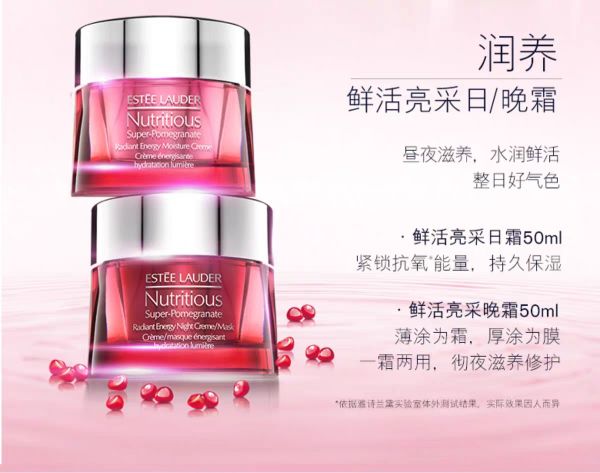 ESTĒE LAUDER
Nutritious
Super-Pomegranate
Radiant Energy Moisture Creme
Crème énergisante
hydratation lumière
ESTĒE LAUDER
Nutritious
Super-Pomegranate
Radiant Energy Night Creme/Mask
Crème/masque énergisant
hydratation lumière
润养
鲜活亮采日/晚霜
昼夜滋养，水润鲜活
整日好气色
·鲜活亮采日霜50ml
紧锁抗氧*能量，持久保湿
·鲜活亮采晚霜50ml
薄涂为霜，厚涂为膜
一霜两用，彻夜滋养修护
*依据雅诗兰黛实验室体外测试结果，实际效果因人而异